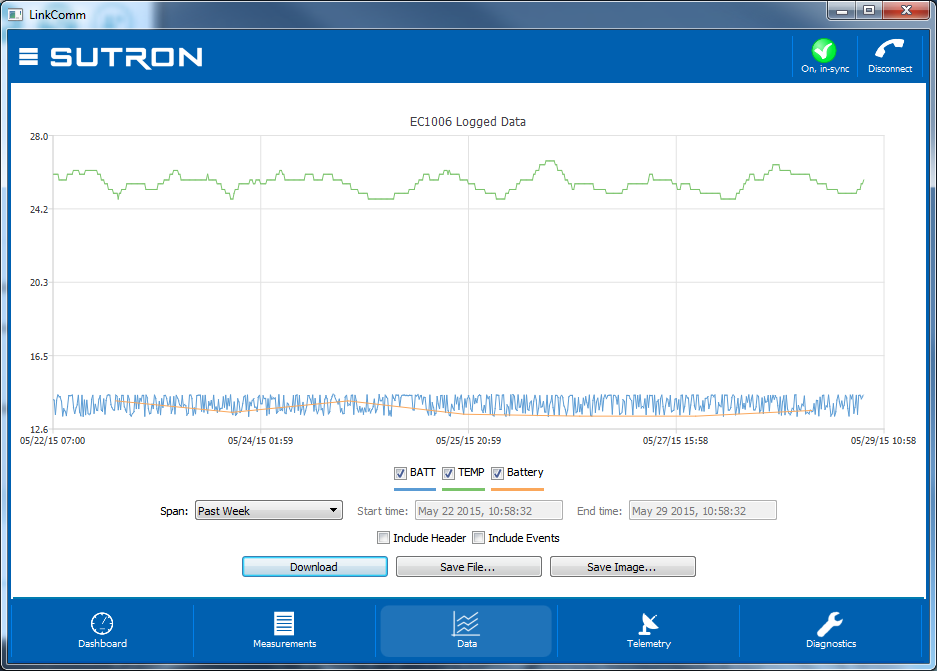 LinkComm
SUTRON
On, in-sync
Disconnect
EC1006 Logged Data
28.0
24.2
20.3
16.5
12.6
05/22/15 07:00 05/24/15 01:59 05/25/15 20:59 05/27/15 15:58 05/29/15 10:58
BATT TEMP Battery
Span: Past Week Start time: May 22 2015, 10:58:32 End time: May 29 2015, 10:58:32
Include Header Include Events
Download Save File... Save Image...
Dashboard Measurements Data Telemetry Diagnostics